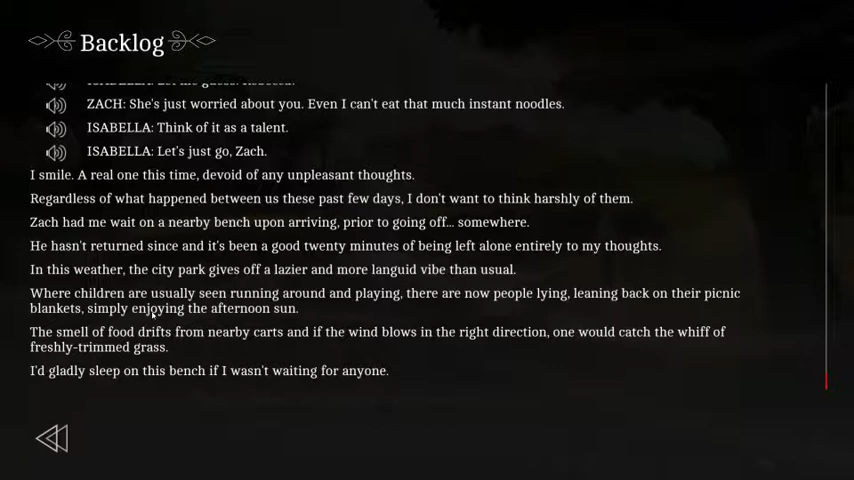 Backlog
ZACH: She's just worried about you. Even I can't eat that much instant noodles.
ISABELLA: Think of it as a talent.
ISABELLA: Let's just go, Zach.
I smile. A real one this time, devoid of any unpleasant thoughts.
Regardless of what happened between us these past few days, I don't want to think harshly of them.
Zach had me wait on a nearby bench upon arriving, prior to going off... somewhere.
He hasn't returned since and it's been a good twenty minutes of being left alone entirely to my thoughts.
In this weather, the city park gives off a lazier and more languid vibe than usual.
Where children are usually seen running around and playing, there are now people lying, leaning back on their picnic
blankets, simply enjoying the afternoon sun.
The smell of food drifts from nearby carts and if the wind blows in the right direction, one would catch the whiff of
freshly-trimmed grass.
I'd gladly sleep on this bench if I wasn't waiting for anyone.